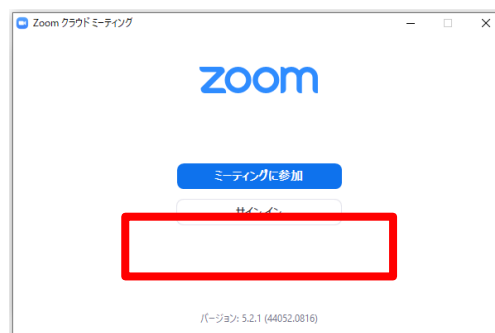 Zoom クラウド ミーティング
zoom
ミーティングに参加
サインイン
バージョン: 5.2.1 (44052.0816)